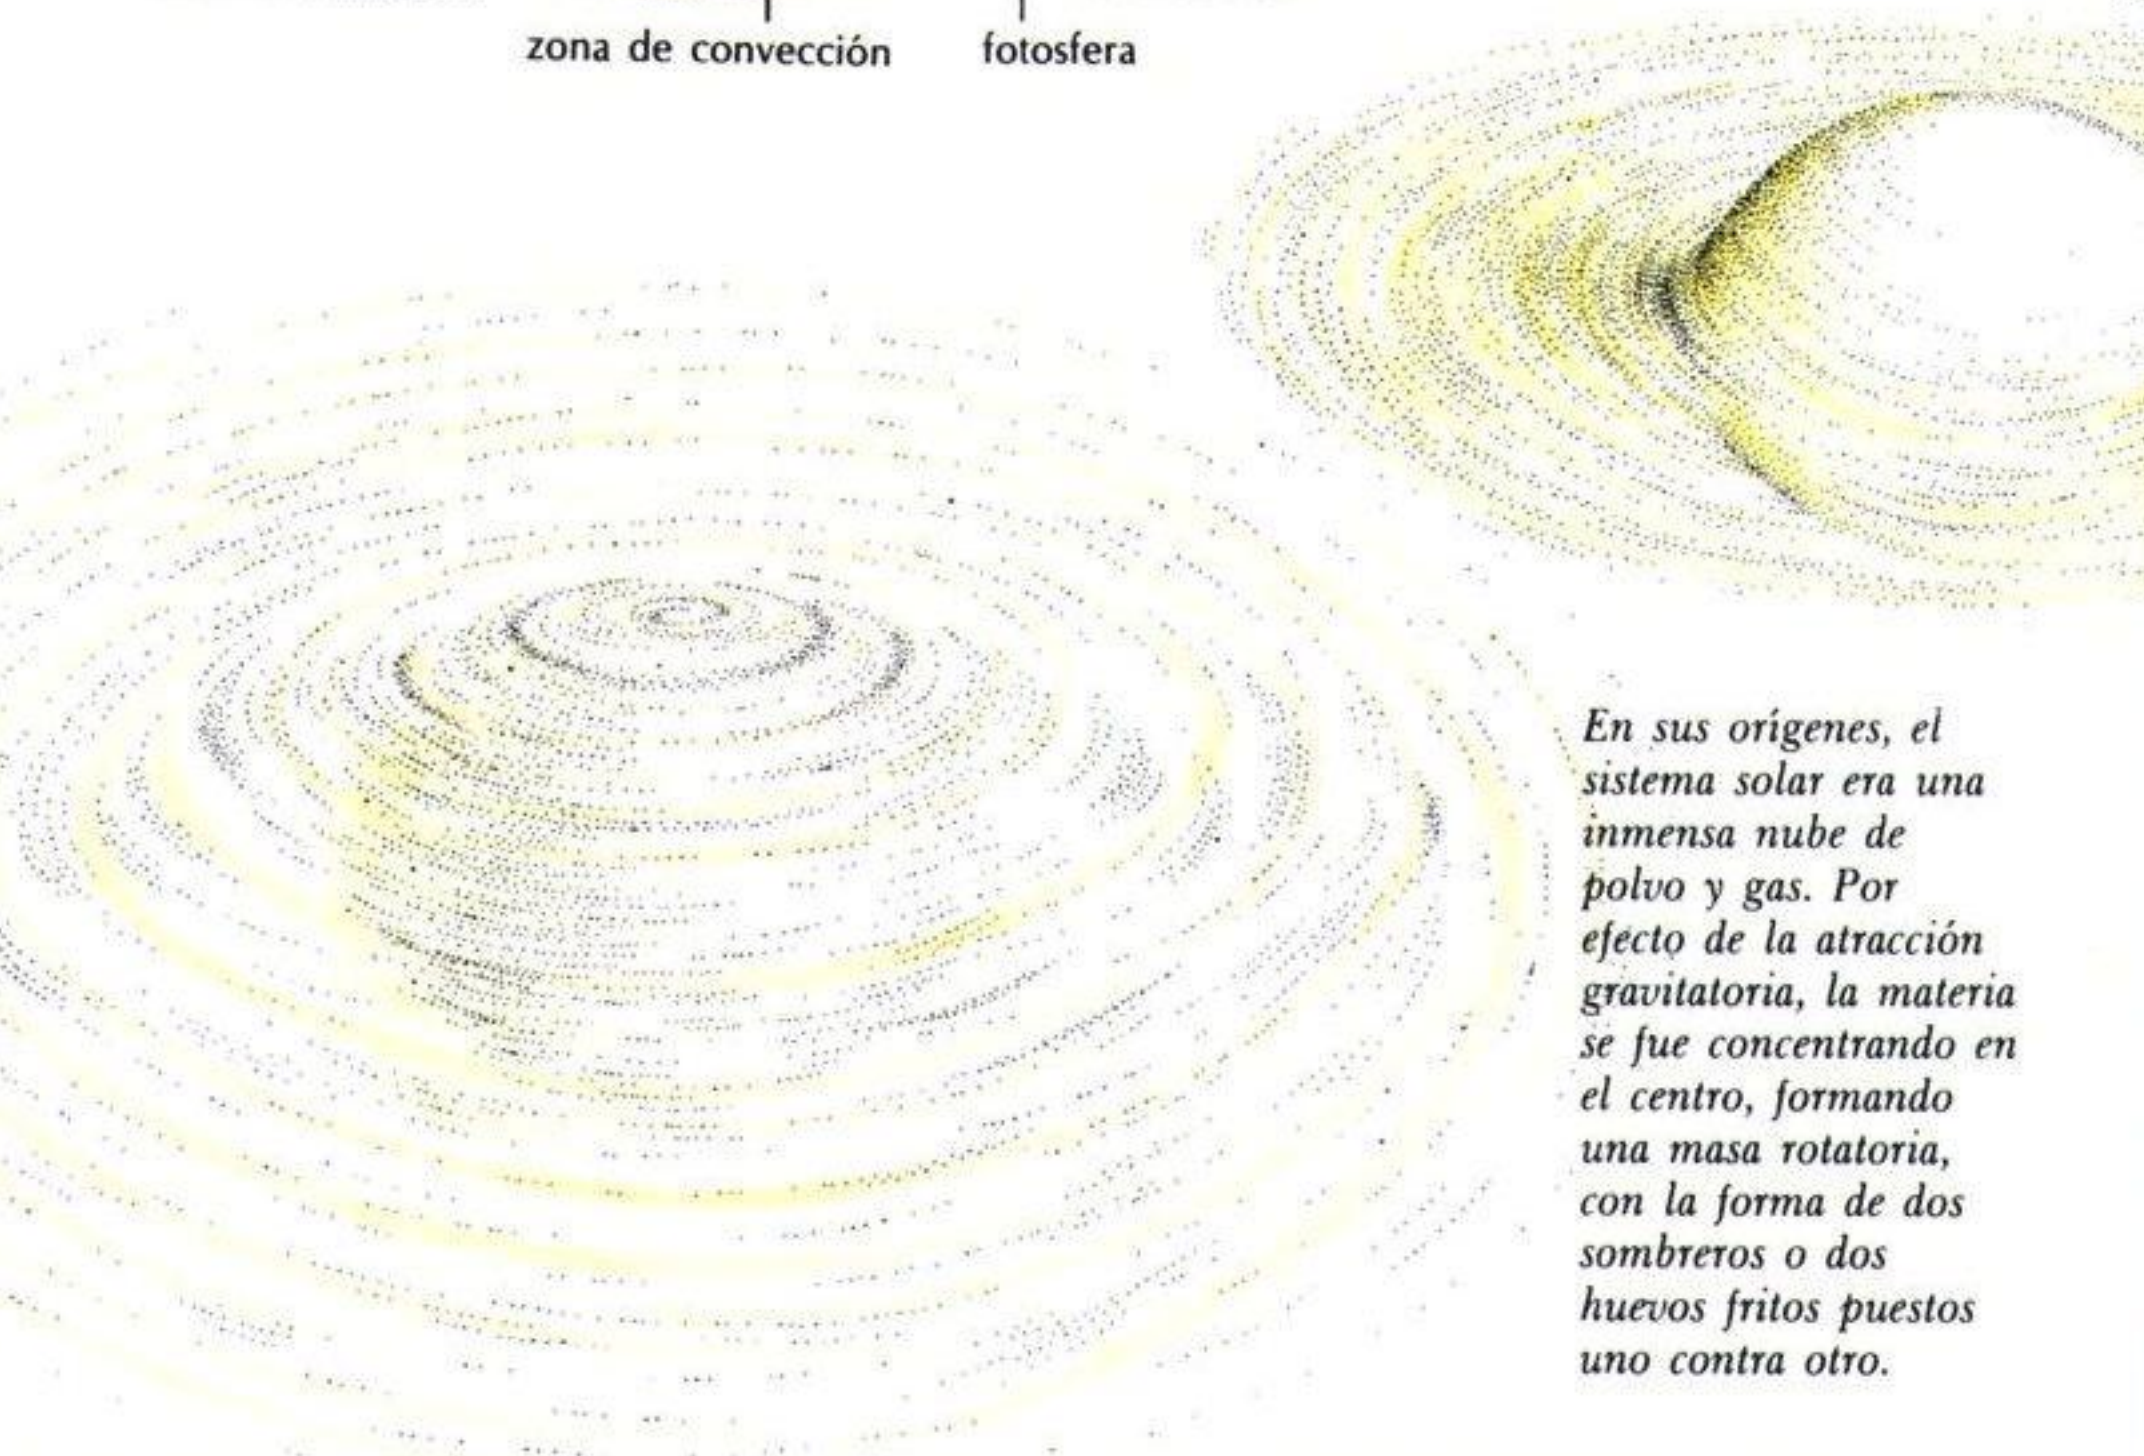 zona de convección fotosfera
En sus orígenes, el
sistema solar era una
inmensa nube de
polvo y gas. Por
efecto de la atracción
gravitatoria, la materia
se fue concentrando en
el centro, formando
una masa rotatoria,
con la forma de dos
sombreros o dos
huevos fritos puestos
uno contra otro.